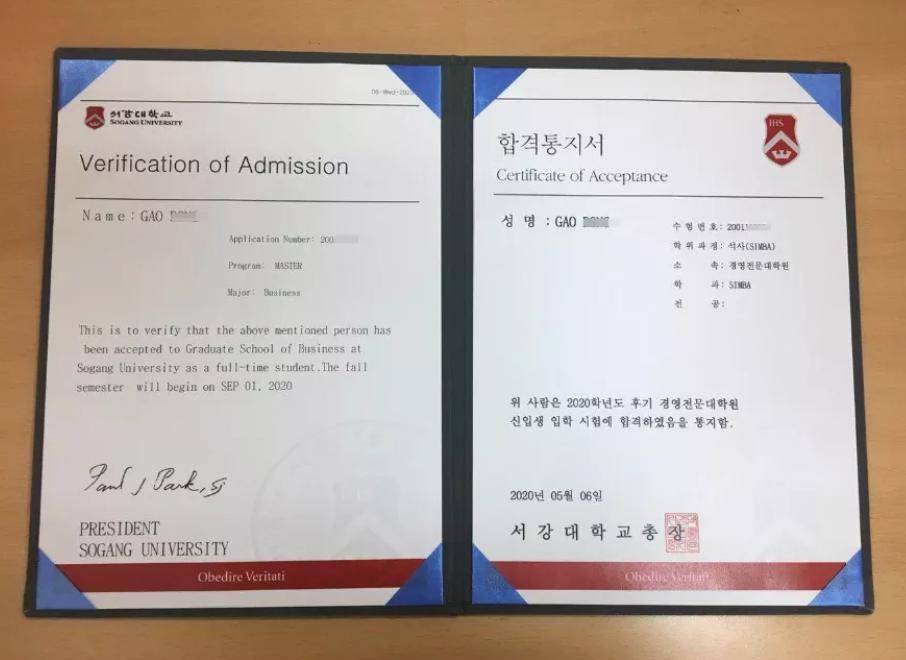 서강대학교
SOGANG UNIVERSITY
Verification of Admission
Name : GAO
Application Number: 200
Program: MASTER
Major: Business
This is to verify that the above mentioned person has
been accepted to Graduate School of Business at
Sogang University as a full-time student.The fall
semester will begin on SEP 01, 2020
Paul J Park, SJ
PRESIDENT
SOGANG UNIVERSITY
Obedire Veritati
IHS
합격통지서
Certificate of Acceptance
성 명 : GAO
수 험 번 호 : 2001
학 위 과 정 : 석사(SIMBA)
소 속 : 경영전문대학원
학 과 : SIMBA
전 공 :
위 사람은 2020학년도 후기 경영전문대학원
신입생 입학 시험에 합격하였음을 통지함.
2020년 05월 06일
서 강 대 학 교 총 장
Obedire Veritati